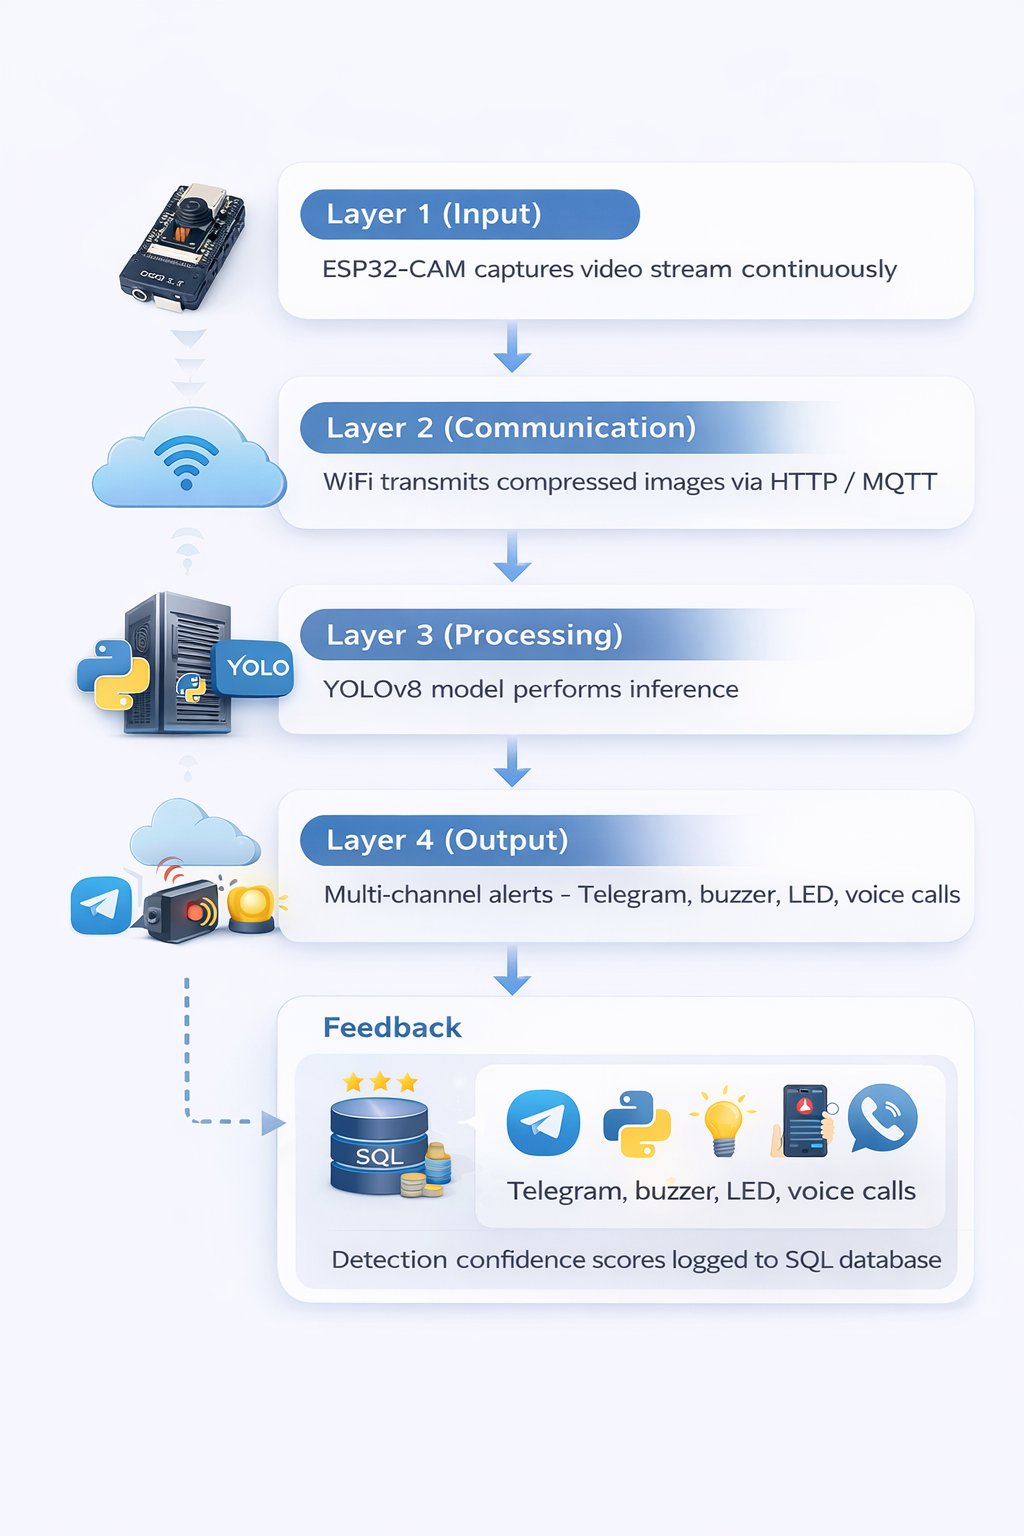 Layer 1 (Input)
ESP32-CAM captures video stream continuously
Layer 2 (Communication)
WiFi transmits compressed images via HTTP / MQTT
Layer 3 (Processing)
YOLO
YOLOv8 model performs inference
Layer 4 (Output)
Multi-channel alerts - Telegram, buzzer, LED, voice calls
Feedback
SQL
Telegram, buzzer, LED, voice calls
Detection confidence scores logged to SQL database